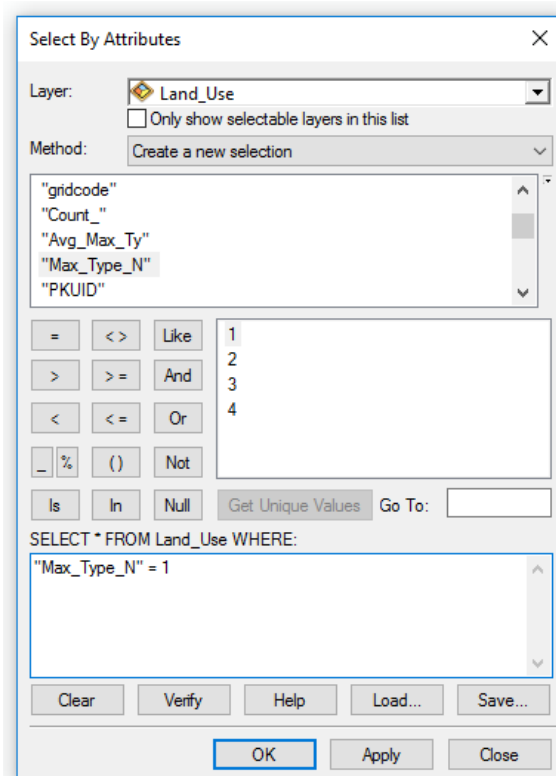 Select By Attributes
Layer: Land_Use
Only show selectable layers in this list
Method: Create a new selection
"gridcode"
"Count_"
"Avg_Max_Ty"
"Max_Type_N"
"PKUID"
= < > Like
> > = And
< < = Or
_ % () Not
Is In Null
1
2
3
4
Get Unique Values Go To:
SELECT * FROM Land_Use WHERE:
"Max_Type_N" = 1
Clear Verify Help Load... Save...
OK Apply Close